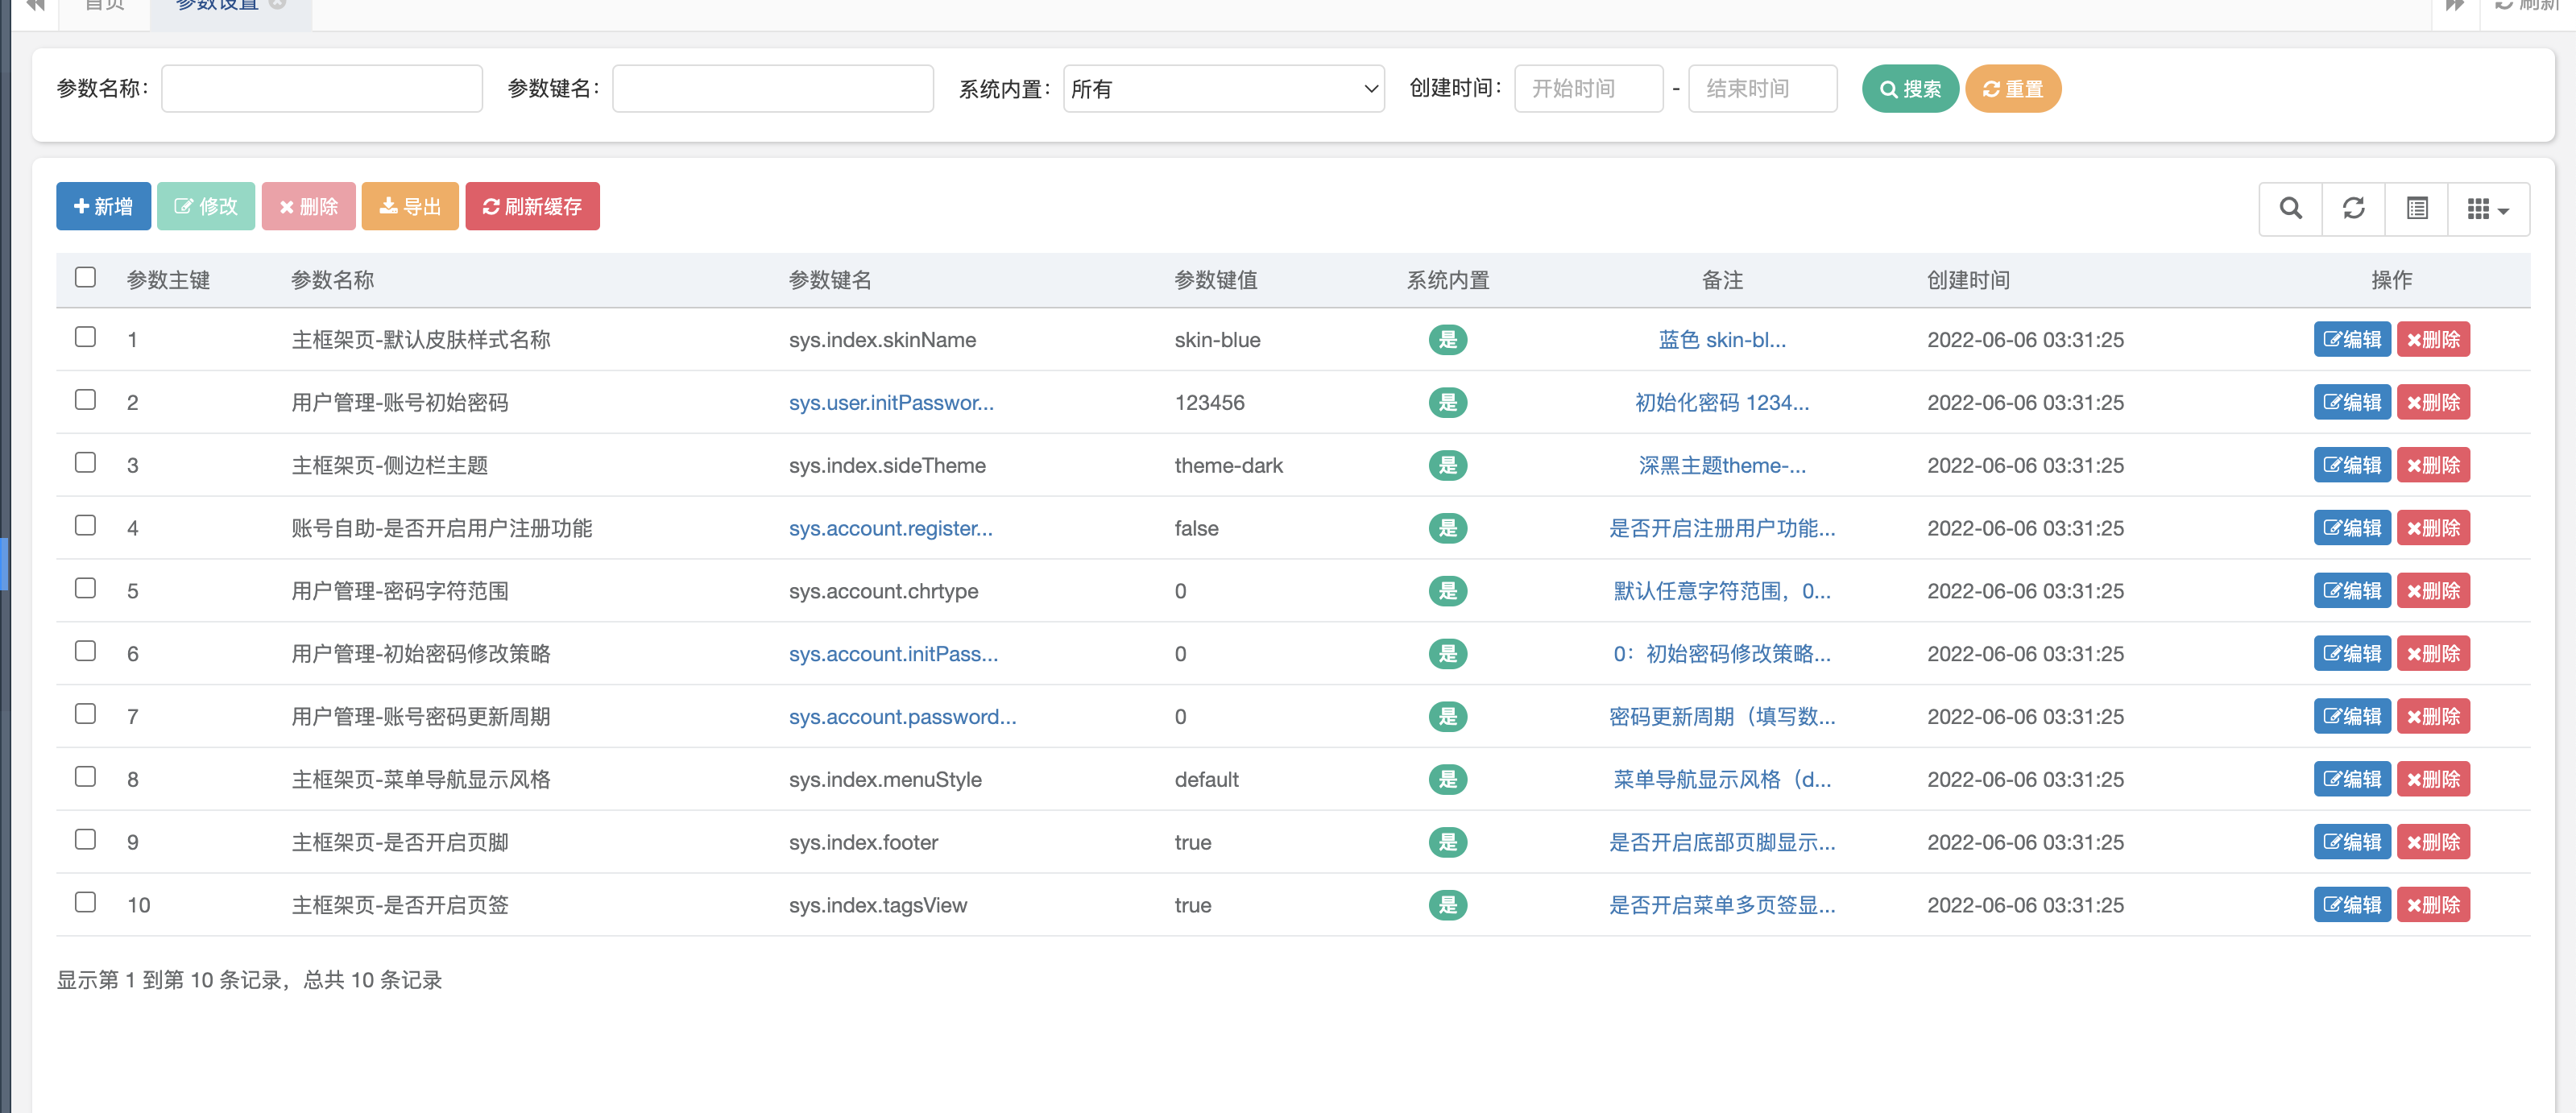 首页 参数设置 刷新
参数名称： 参数键名： 系统内置： 所有 创建时间： 开始时间 - 结束时间 搜索 重置
新增 修改 删除 导出 刷新缓存
参数主键 参数名称 参数键名 参数键值 系统内置 备注 创建时间 操作
1 主框架页-默认皮肤样式名称 sys.index.skinName skin-blue 是 蓝色 skin-bl... 2022-06-06 03:31:25 编辑 删除
2 用户管理-账号初始密码 sys.user.initPasswor... 123456 是 初始化密码 1234... 2022-06-06 03:31:25 编辑 删除
3 主框架页-侧边栏主题 sys.index.sideTheme theme-dark 是 深黑主题theme-... 2022-06-06 03:31:25 编辑 删除
4 账号自助-是否开启用户注册功能 sys.account.register... false 是 是否开启注册用户功能... 2022-06-06 03:31:25 编辑 删除
5 用户管理-密码字符范围 sys.account.chrtype 0 是 默认任意字符范围，0... 2022-06-06 03:31:25 编辑 删除
6 用户管理-初始密码修改策略 sys.account.initPass... 0 是 0：初始密码修改策略... 2022-06-06 03:31:25 编辑 删除
7 用户管理-账号密码更新周期 sys.account.password... 0 是 密码更新周期（填写数... 2022-06-06 03:31:25 编辑 删除
8 主框架页-菜单导航显示风格 sys.index.menuStyle default 是 菜单导航显示风格（d... 2022-06-06 03:31:25 编辑 删除
9 主框架页-是否开启页脚 sys.index.footer true 是 是否开启底部页脚显示... 2022-06-06 03:31:25 编辑 删除
10 主框架页-是否开启页签 sys.index.tagsView true 是 是否开启菜单多页签显... 2022-06-06 03:31:25 编辑 删除
显示第 1 到第 10 条记录，总共 10 条记录